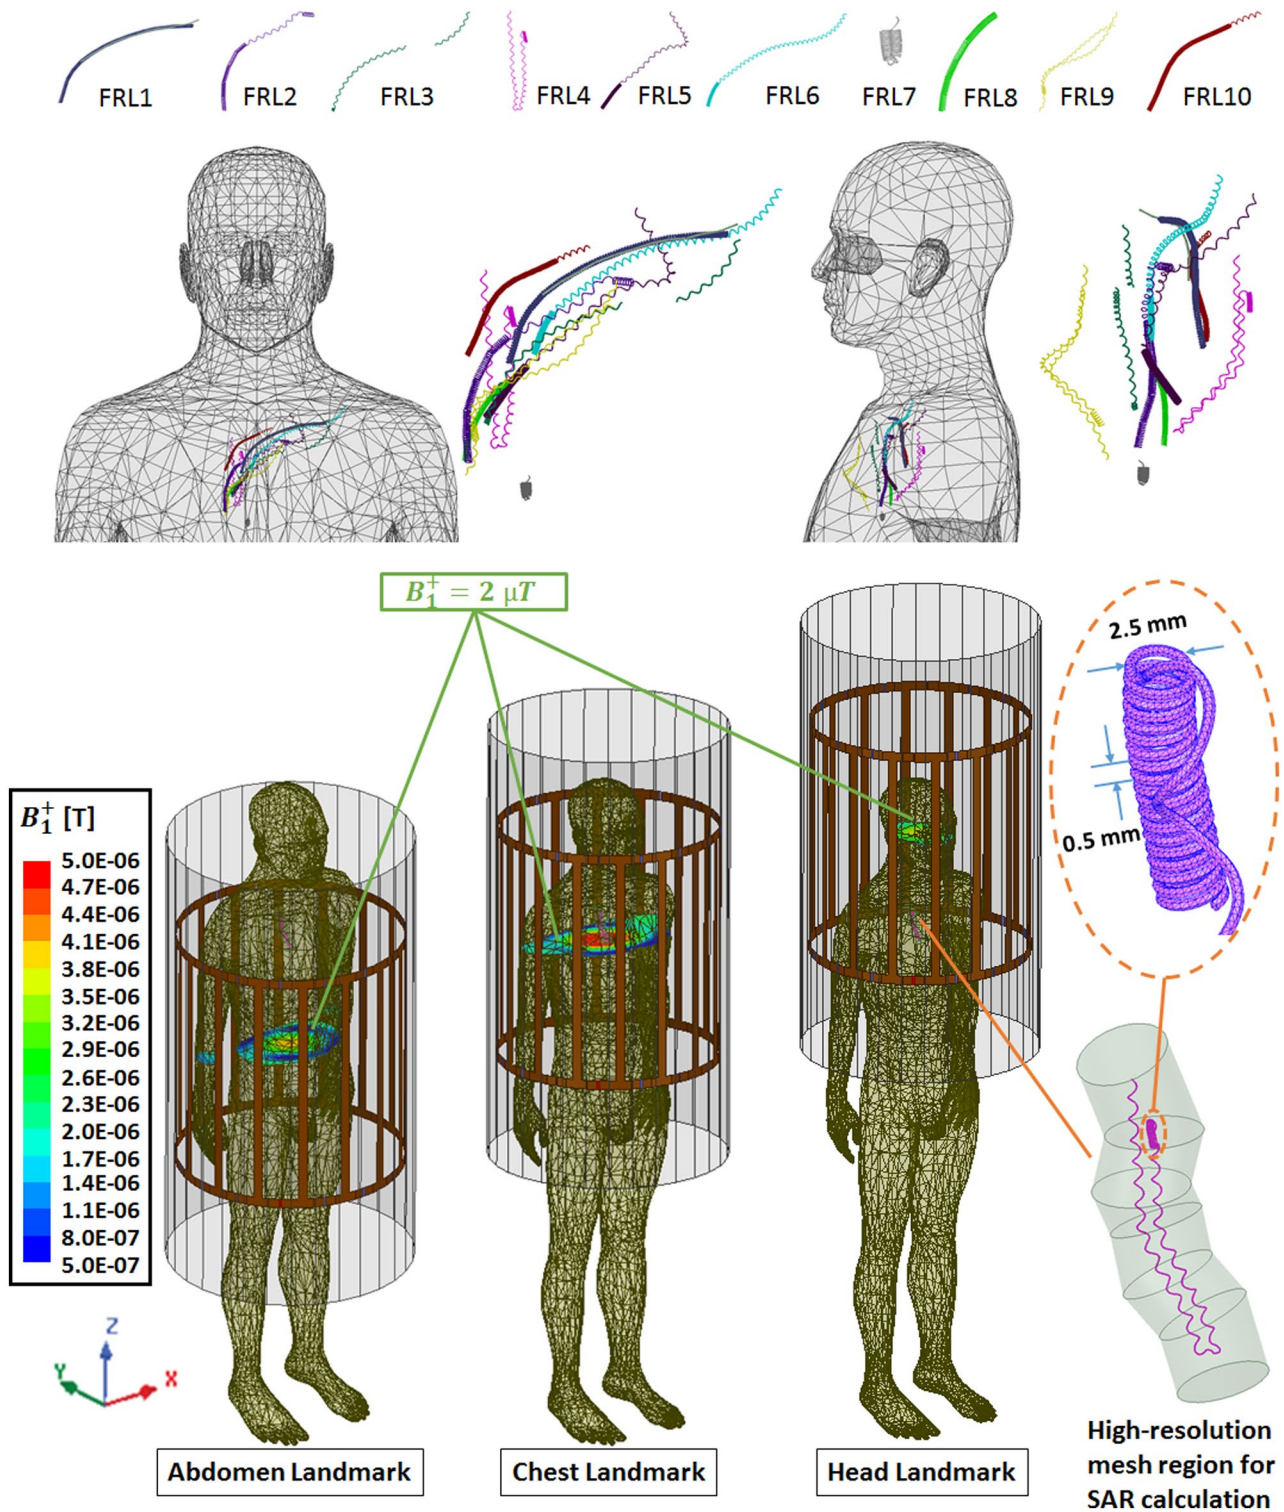 FRL1
FRL2
FRL3
FRL4
FRL5
FRL6
FRL7
FRL8
FRL9
FRL10
B₁⁺ = 2 μT
2.5 mm
0.5 mm
B₁⁺ [T]
5.0E-06
4.7E-06
4.4E-06
4.1E-06
3.8E-06
3.5E-06
3.2E-06
2.9E-06
2.6E-06
2.3E-06
2.0E-06
1.7E-06
1.4E-06
1.1E-06
8.0E-07
5.0E-07
Z
Y
X
Abdomen Landmark
Chest Landmark
Head Landmark
High-resolution
mesh region for
SAR calculation